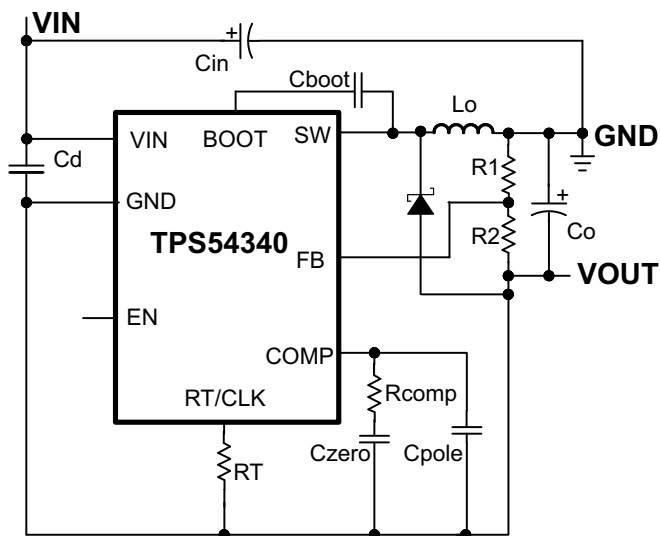 VIN
+
Cin
Cboot
Lo
GND
VIN
BOOT
SW
Cd
R1
+
GND
TPS54340
R2
Co
FB
VOUT
EN
COMP
RT/CLK
Rcomp
RT
Czero
Cpole